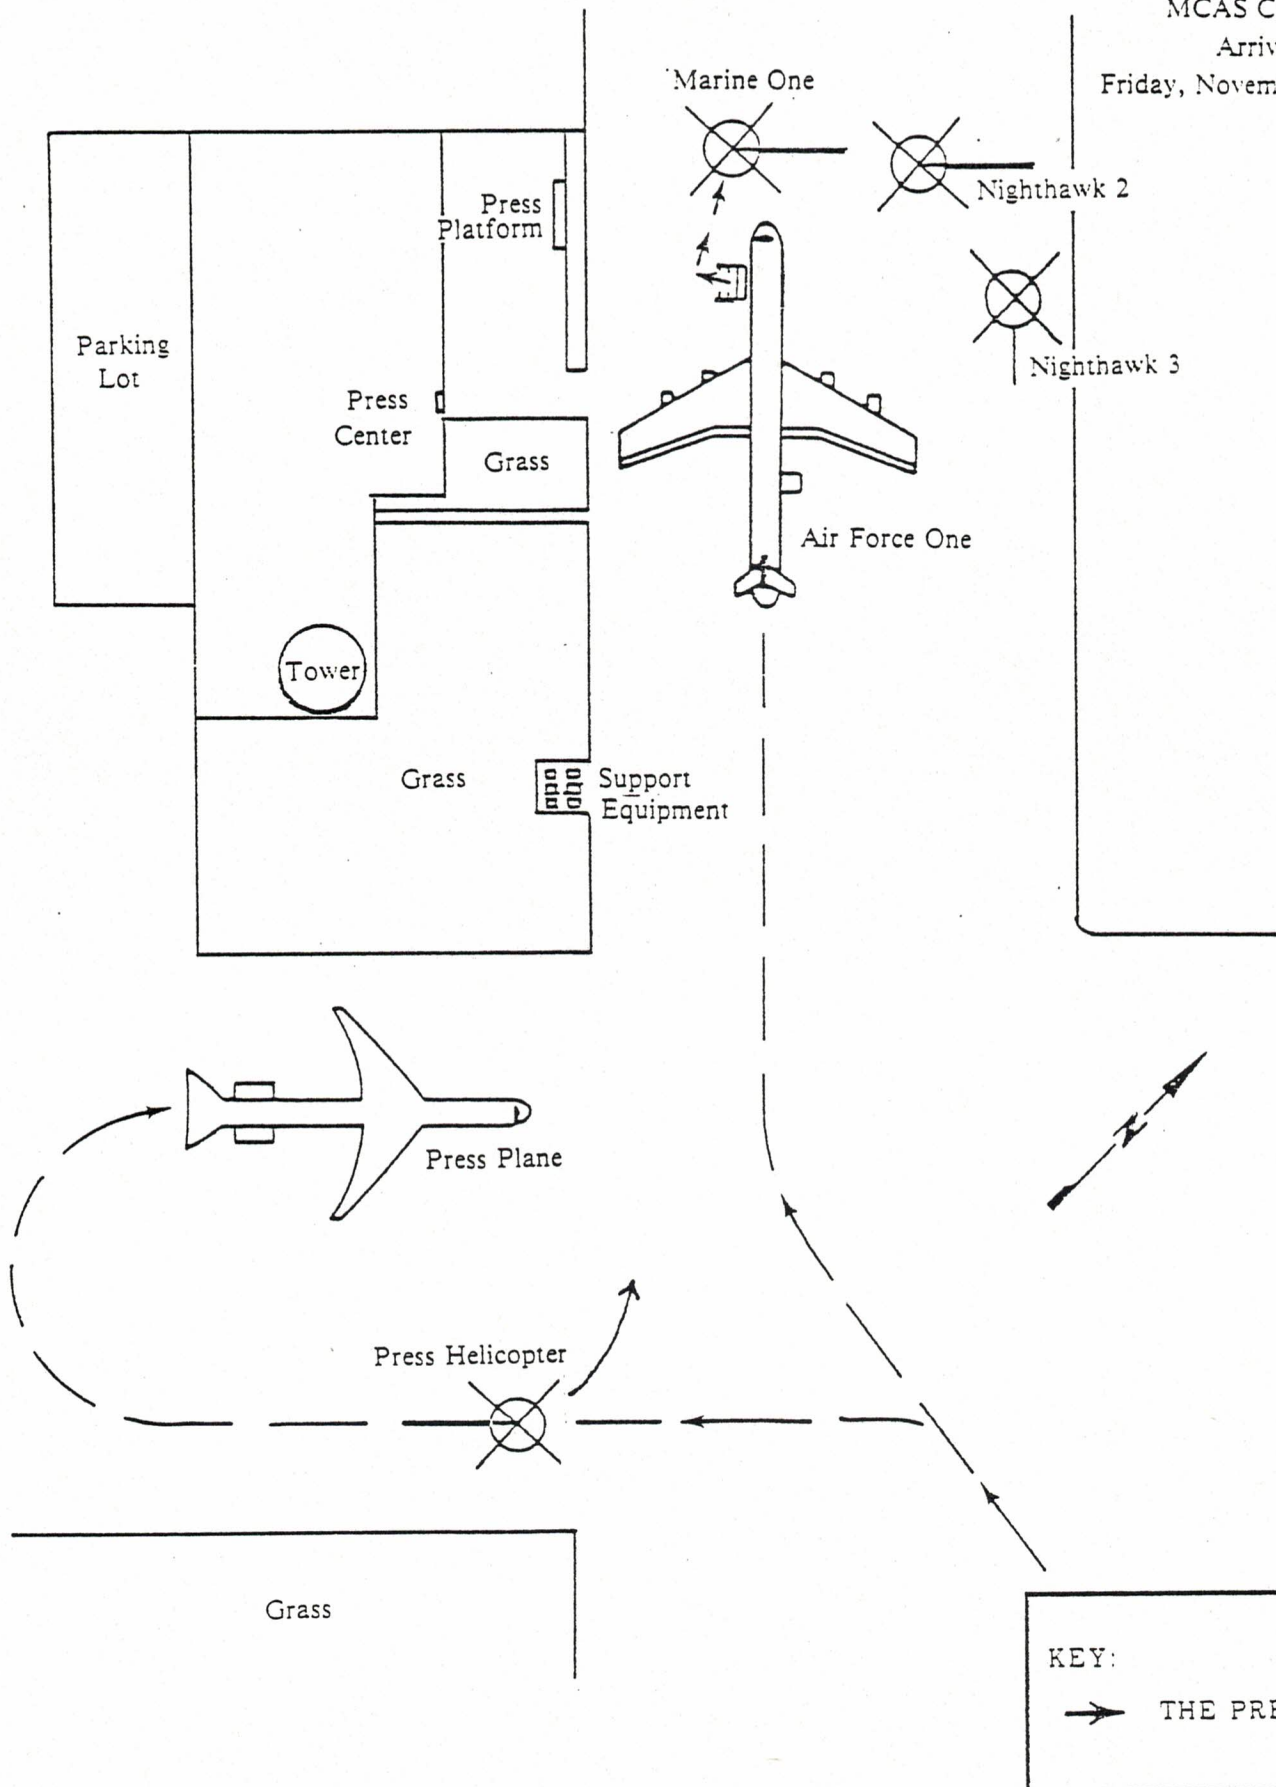 MCAS C
Arriv
Friday, Novem
Marine One
Nighthawk 2
Press
Platform
Nighthawk 3
Parking
Lot
Press
Center
Grass
Air Force One
Tower
Grass
Support
Equipment
N
Press Plane
Press Helicopter
Grass
KEY:
THE PRE